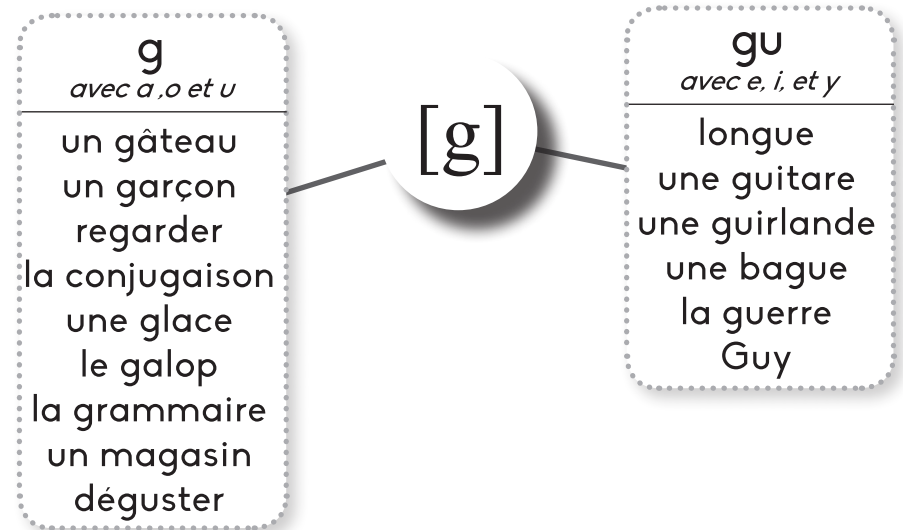 g
avec a ,o et u
un gâteau
un garçon
regarder
la conjugaison
une glace
le galop
la grammaire
un magasin
déguster
[g]
gu
avec e, i, et y
longue
une guitare
une guirlande
une bague
la guerre
Guy